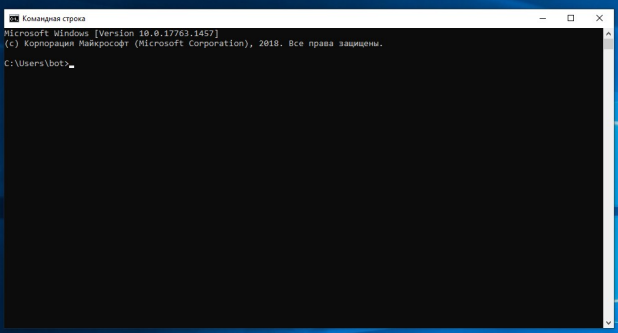 Командная строка
Microsoft Windows [Version 10.0.17763.1457]
(c) Корпорация Майкрософт (Microsoft Corporation), 2018. Все права защищены.
C:\Users\bot>